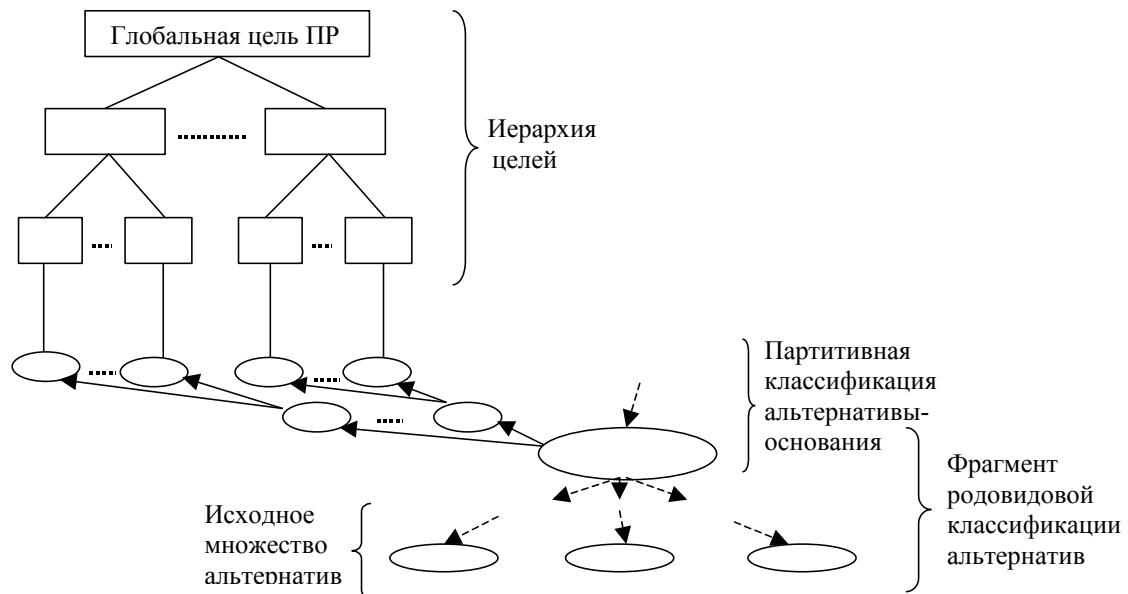 Глобальная цель ПР
Иерархия
целей
Партитивная
классификация
альтернативы-
основания
Фрагмент
родовидовой
классификации
альтернатив
Исходное
множество
альтернатив